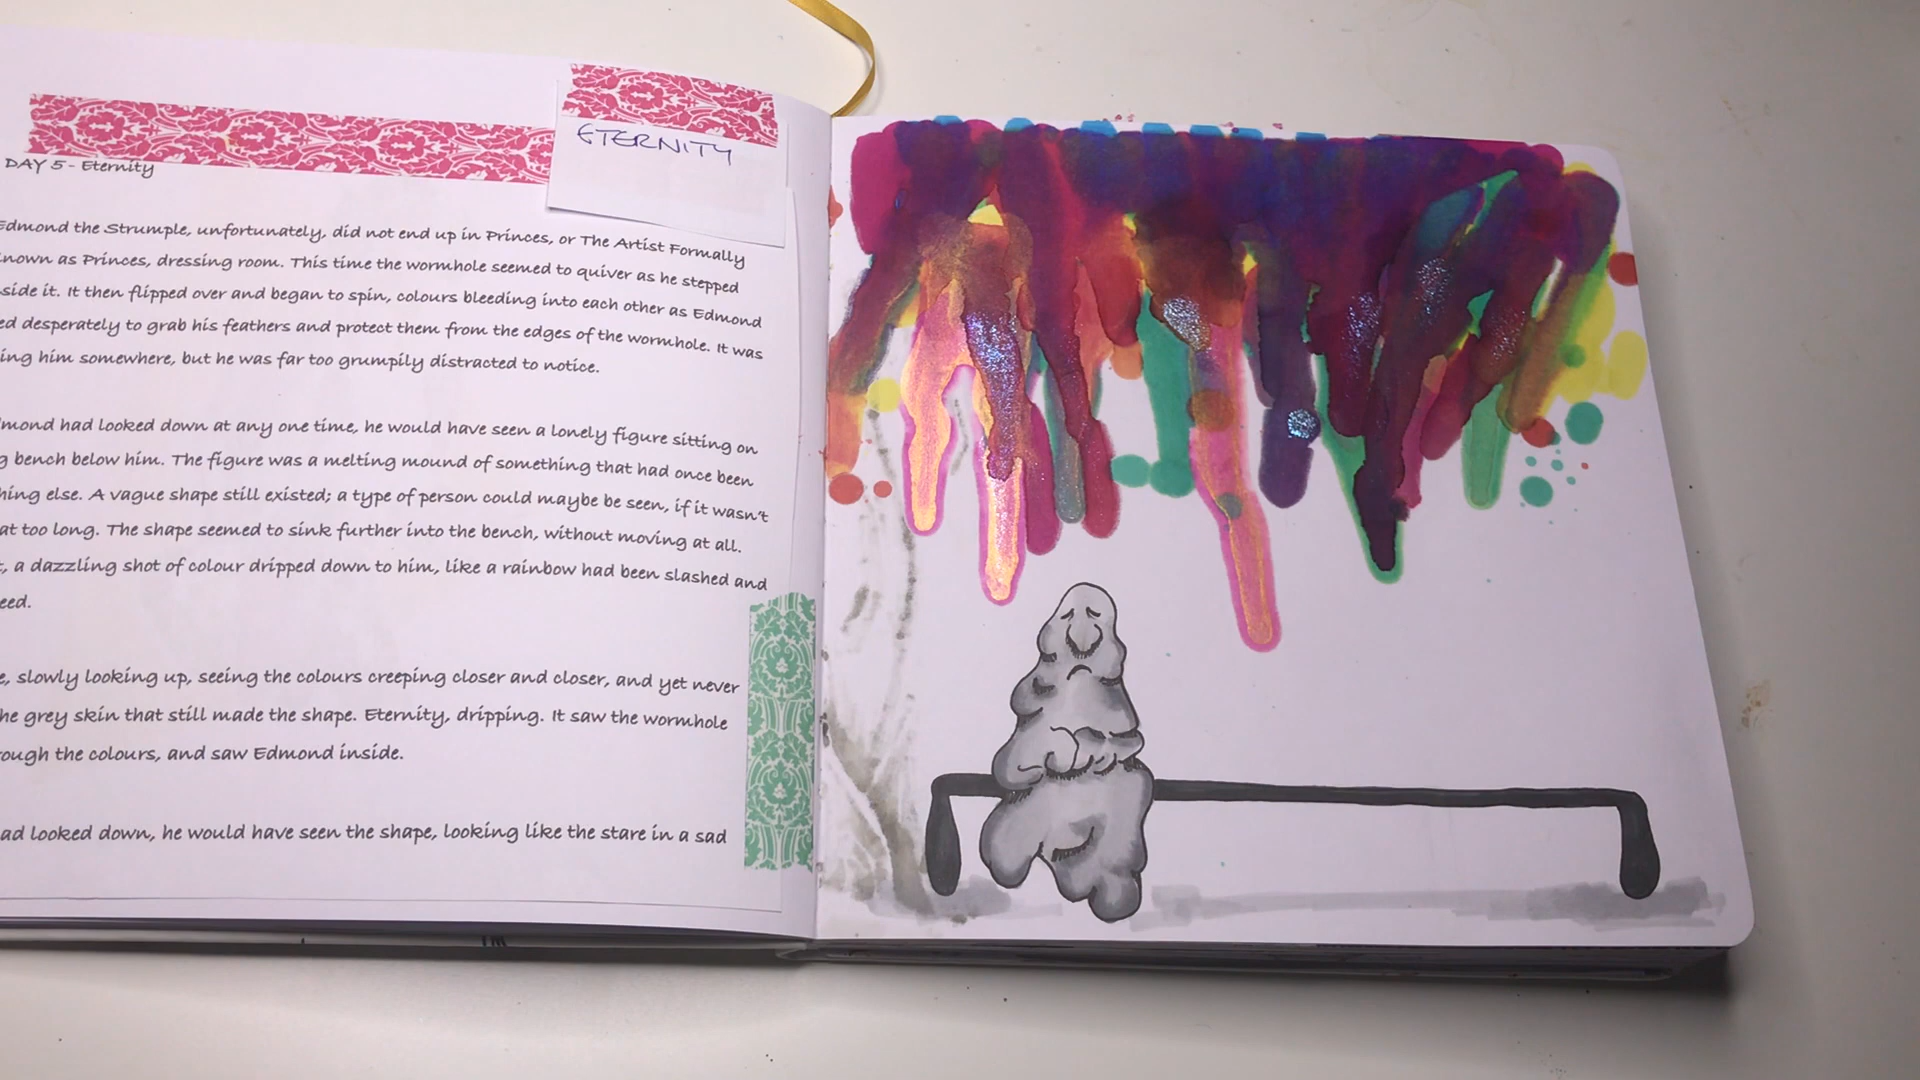 ETERNITY
DAY 5 - Eternity
Edmond the Strumple, unfortunately, did not end up in Princes, or The Artist Formally
known as Princes, dressing room. This time the wormhole seemed to quiver as he stepped
side it. It then flipped over and began to spin, colours bleeding into each other as Edmond
ed desperately to grab his feathers and protect them from the edges of the wormhole. It was
ing him somewhere, but he was far too grumpily distracted to notice.
mond had looked down at any one time, he would have seen a lonely figure sitting on
g bench below him. The figure was a melting mound of something that had once been
hing else. A vague shape still existed; a type of person could maybe be seen, if it wasn't
at too long. The shape seemed to sink further into the bench, without moving at all.
, a dazzling shot of colour dripped down to him, like a rainbow had been slashed and
eed.
e, slowly looking up, seeing the colours creeping closer and closer, and yet never
he grey skin that still made the shape. Eternity, dripping. It saw the wormhole
ough the colours, and saw Edmond inside.
ad looked down, he would have seen the shape, looking like the stare in a sad